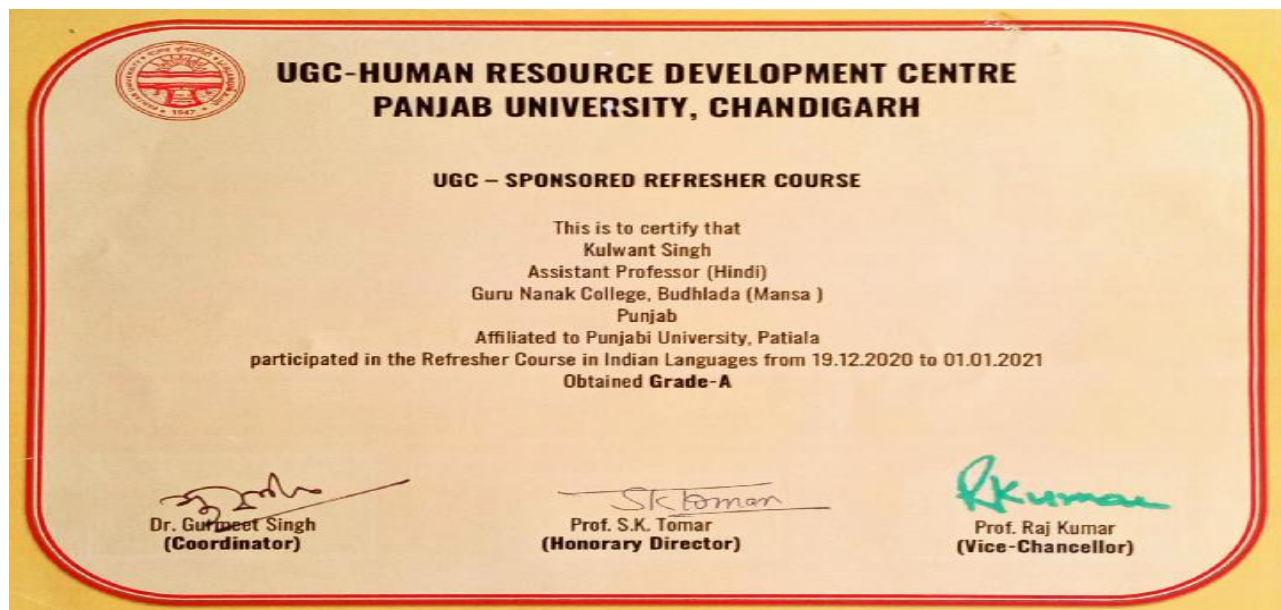 UGC-HUMAN RESOURCE DEVELOPMENT CENTRE
PANJAB UNIVERSITY, CHANDIGARH
1947
UGC – SPONSORED REFRESHER COURSE
This is to certify that
Kulwant Singh
Assistant Professor (Hindi)
Guru Nanak College, Budhlada (Mansa )
Punjab
Affiliated to Punjabi University, Patiala
participated in the Refresher Course in Indian Languages from 19.12.2020 to 01.01.2021
Obtained Grade-A
SKTomar
RKumar
Dr. Gurmeet Singh
(Coordinator)
Prof. S.K. Tomar
(Honorary Director)
Prof. Raj Kumar
(Vice-Chancellor)